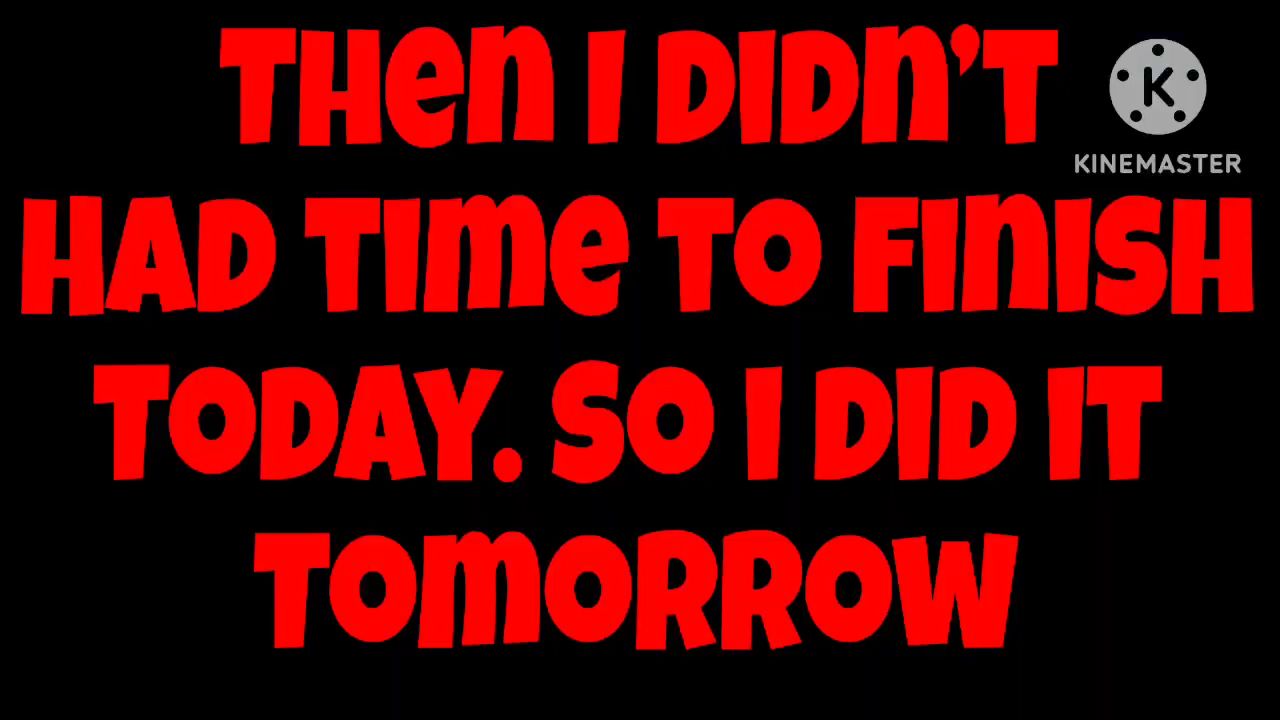 THEN I DIDN'T
HAD TIME TO FINISH
TODAY. SO I DID IT
TOMORROW
K
KINEMASTER